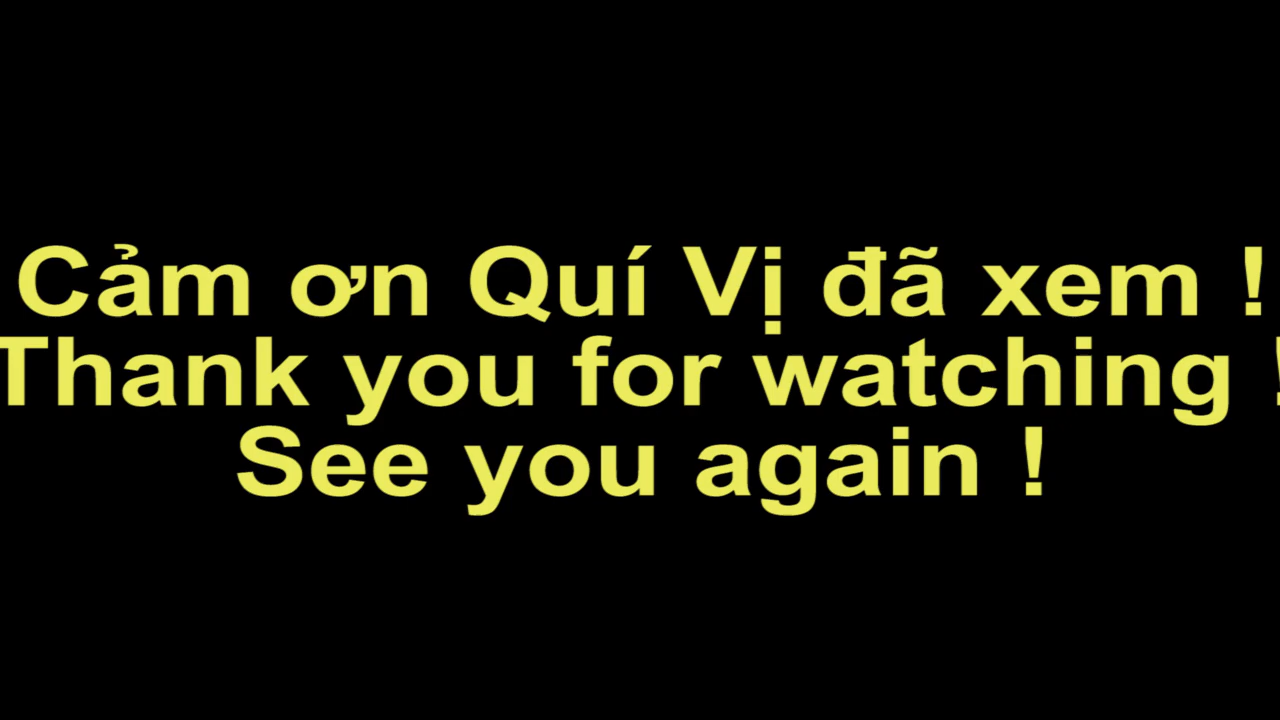 Cảm ơn Quí Vị đã xem !
Thank you for watching !
See you again !